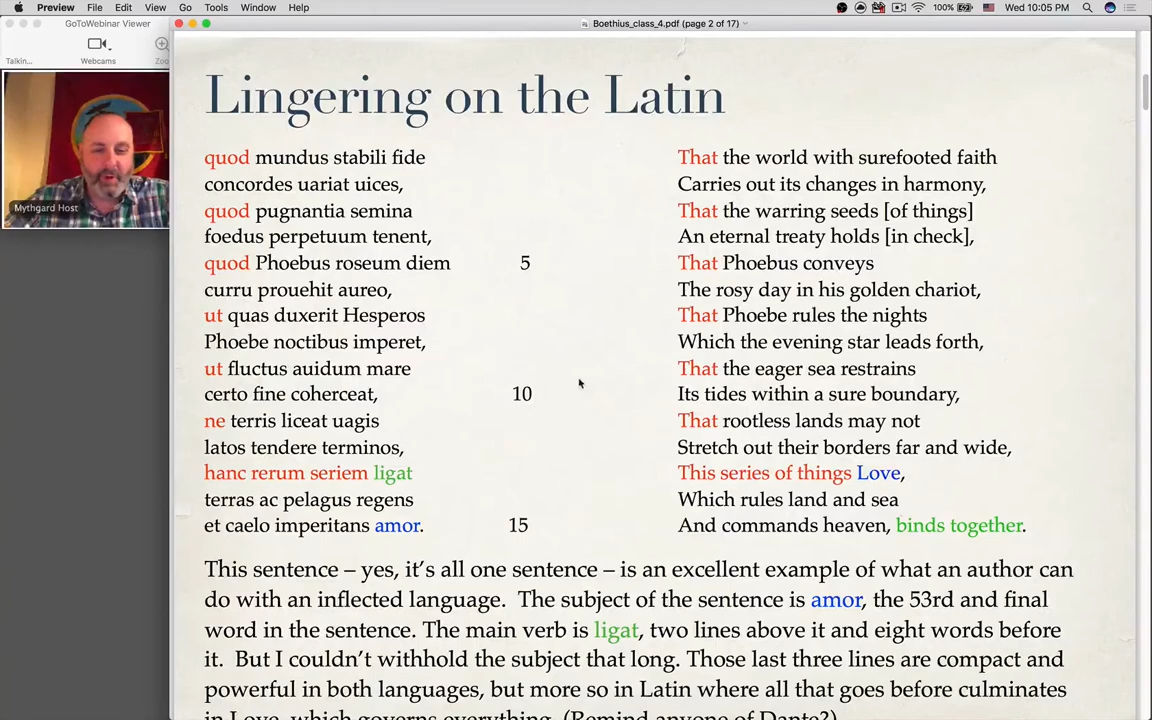 Preview File Edit View Go Tools Window Help
100% Wed 10:05 PM
GoToWebinar Viewer
Boethius_class_4.pdf (page 2 of 17)
Talkin... Webcams Zoo
Mythgard Host
Lingering on the Latin
quod mundus stabili fide
concordes uariat uices,
quod pugnantia semina
foedus perpetuum tenent,
quod Phoebus roseum diem 5
curru prouehit aureo,
ut quas duxerit Hesperos
Phoebe noctibus imperet,
ut fluctus auidum mare
certo fine coherceat, 10
ne terris liceat uagis
latos tendere terminos,
hanc rerum seriem ligat
terras ac pelagus regens
et caelo imperitans amor. 15
That the world with surefooted faith
Carries out its changes in harmony,
That the warring seeds [of things]
An eternal treaty holds [in check],
That Phoebus conveys
The rosy day in his golden chariot,
That Phoebe rules the nights
Which the evening star leads forth,
That the eager sea restrains
Its tides within a sure boundary,
That rootless lands may not
Stretch out their borders far and wide,
This series of things Love,
Which rules land and sea
And commands heaven, binds together.
This sentence – yes, it's all one sentence – is an excellent example of what an author can
do with an inflected language. The subject of the sentence is amor, the 53rd and final
word in the sentence. The main verb is ligat, two lines above it and eight words before
it. But I couldn't withhold the subject that long. Those last three lines are compact and
powerful in both languages, but more so in Latin where all that goes before culminates
in Love, which governs everything. (Remind anyone of Dante?)